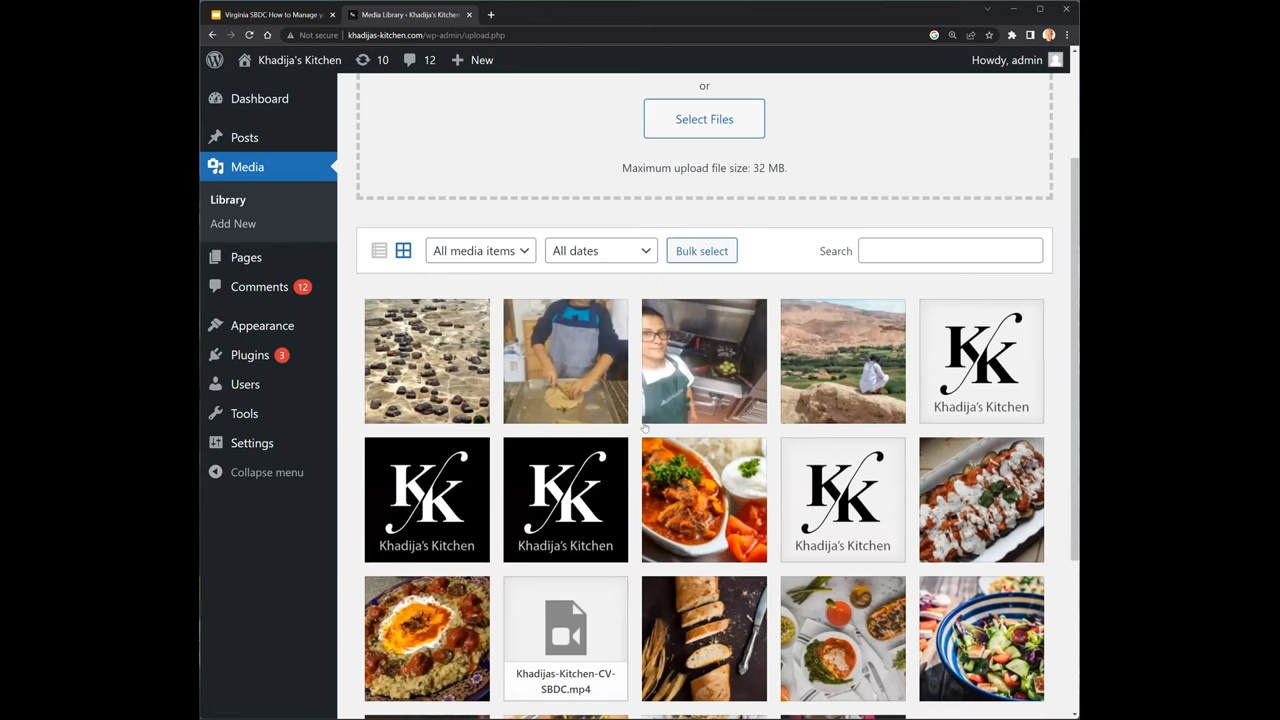 Virginia SBDC How to Manage y
Media Library ‹ Khadija's Kitchen
Not secure
khadijas-kitchen.com/wp-admin/upload.php
Khadija's Kitchen
10
12
New
Howdy, admin
Dashboard
Posts
Media
Library
Add New
Pages
Comments 12
Appearance
Plugins 3
Users
Tools
Settings
Collapse menu
or
Select Files
Maximum upload file size: 32 MB.
All media items
All dates
Bulk select
Search
KK
Khadija's Kitchen
KK
Khadija's Kitchen
KK
Khadija's Kitchen
KK
Khadija's Kitchen
Khadijas-Kitchen-CV-
SBDC.mp4